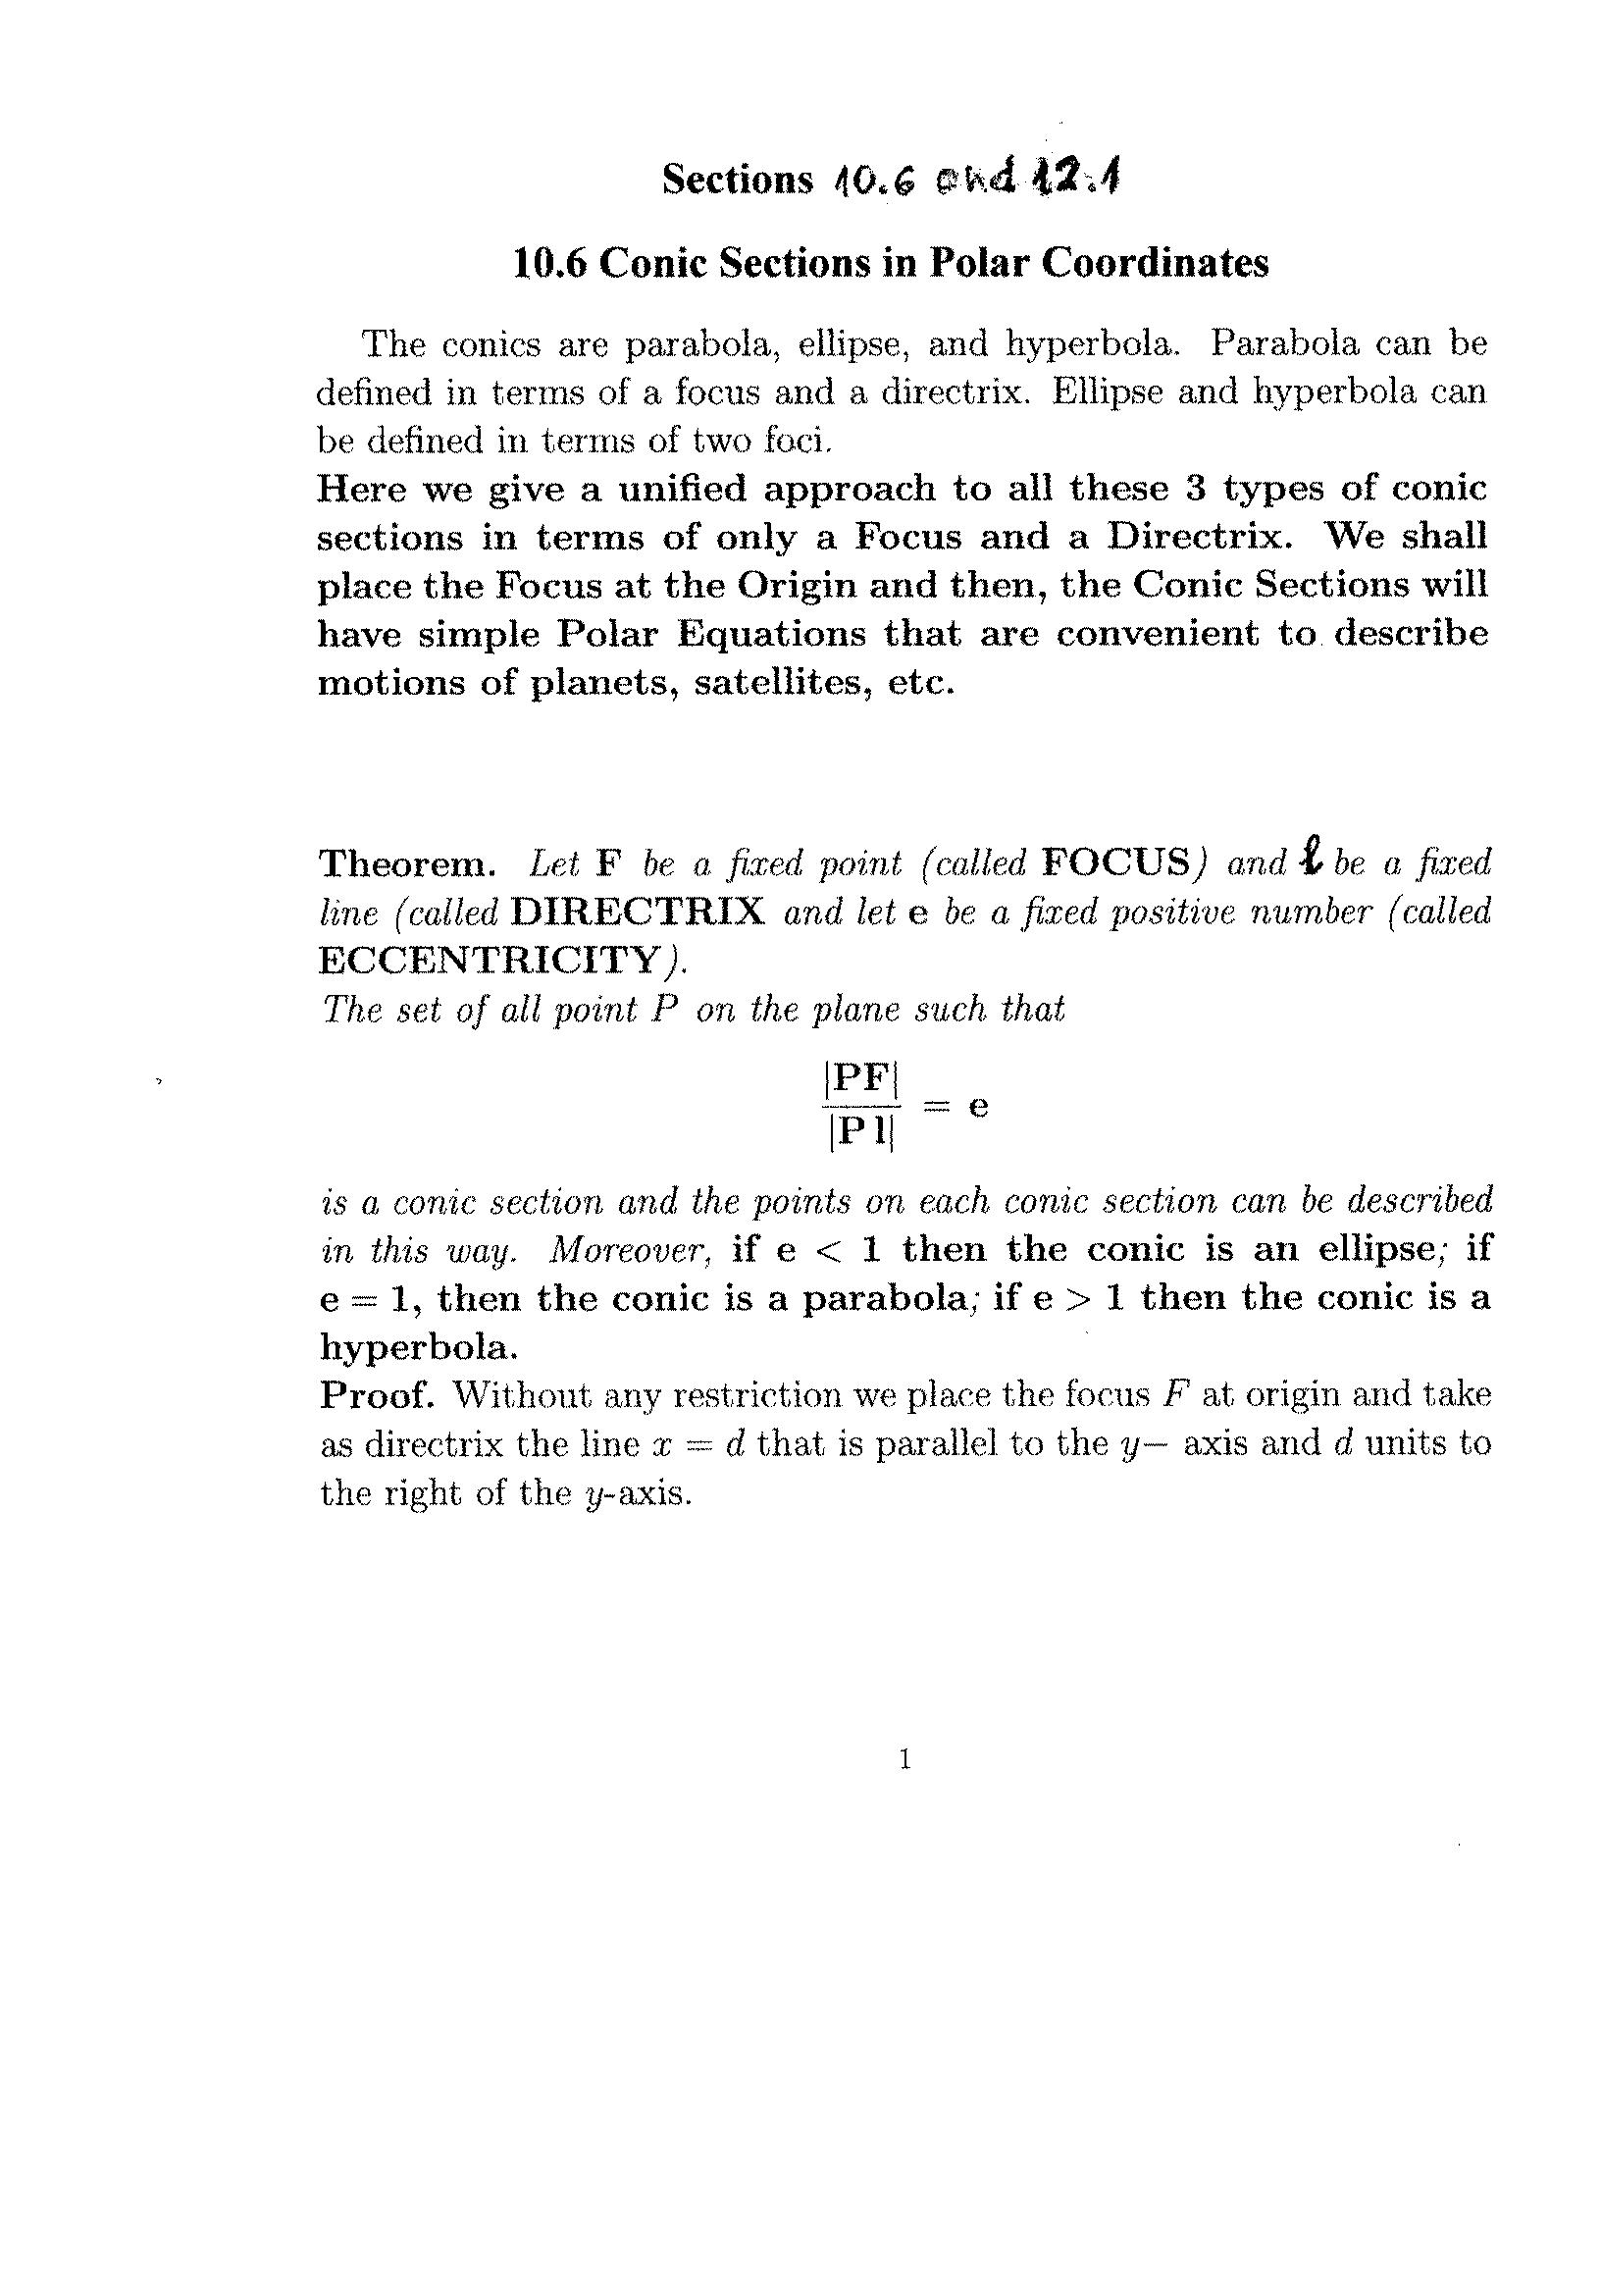 Sections 10.6 and 12.1
10.6 Conic Sections in Polar Coordinates
The conics are parabola, ellipse, and hyperbola. Parabola can be
defined in terms of a focus and a directrix. Ellipse and hyperbola can
be defined in terms of two foci.
Here we give a unified approach to all these 3 types of conic
sections in terms of only a Focus and a Directrix. We shall
place the Focus at the Origin and then, the Conic Sections will
have simple Polar Equations that are convenient to describe
motions of planets, satellites, etc.
Theorem. Let F be a fixed point (called FOCUS) and ℓ be a fixed
line (called DIRECTRIX and let e be a fixed positive number (called
ECCENTRICITY).
The set of all point P on the plane such that
|PF|
/ |P l| = e
is a conic section and the points on each conic section can be described
in this way. Moreover, if e < 1 then the conic is an ellipse; if
e = 1, then the conic is a parabola; if e > 1 then the conic is a
hyperbola.
Proof. Without any restriction we place the focus F at origin and take
as directrix the line x = d that is parallel to the y− axis and d units to
the right of the y-axis.
1